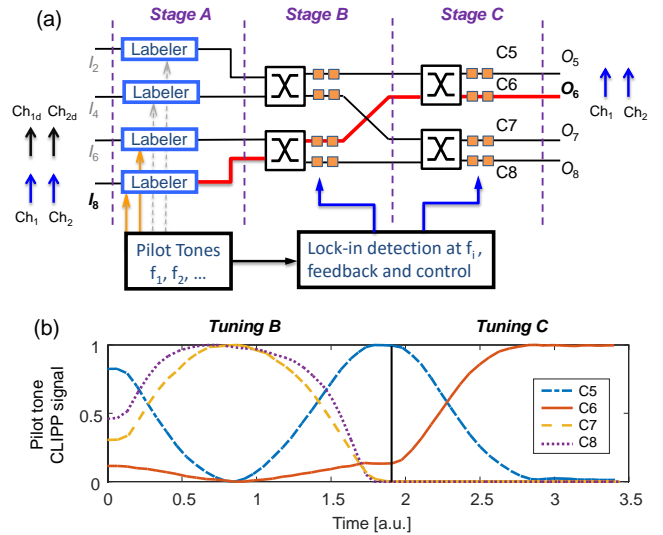 (a)
Stage A
Stage B
Stage C
I2
Labeler
I4
Labeler
I6
Labeler
I8
Labeler
Ch1d Ch2d
Ch1 Ch2
C5
C6
C7
C8
O5
O6
O7
O8
Ch1 Ch2
Pilot Tones
f1, f2, ...
Lock-in detection at fi,
feedback and control
(b)
Tuning B
Tuning C
1
0.5
0
Pilot tone
CLIPP signal
C5
C6
C7
C8
0 0.5 1 1.5 2 2.5 3 3.5
Time [a.u.]